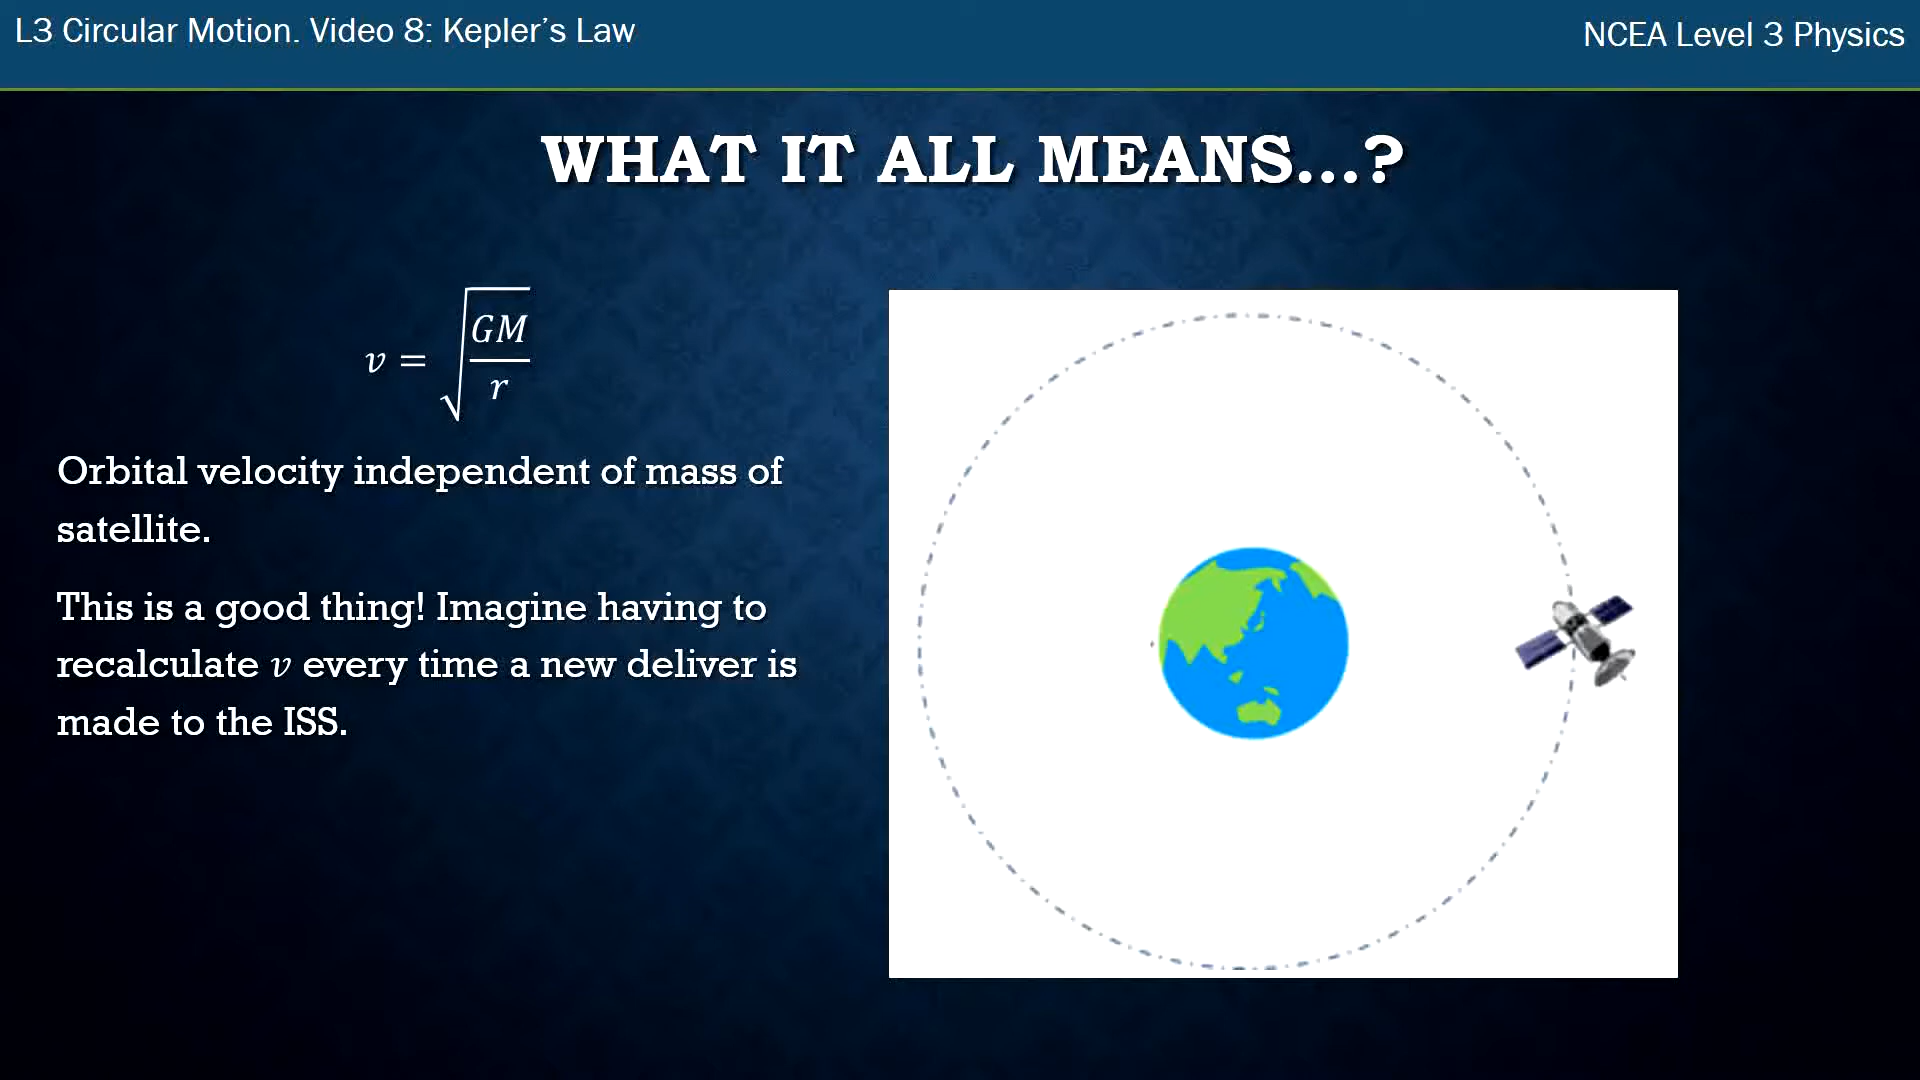 L3 Circular Motion. Video 8: Kepler's Law
NCEA Level 3 Physics
WHAT IT ALL MEANS...?
v = √(GM/r)
Orbital velocity independent of mass of
satellite.
This is a good thing! Imagine having to
recalculate v every time a new deliver is
made to the ISS.